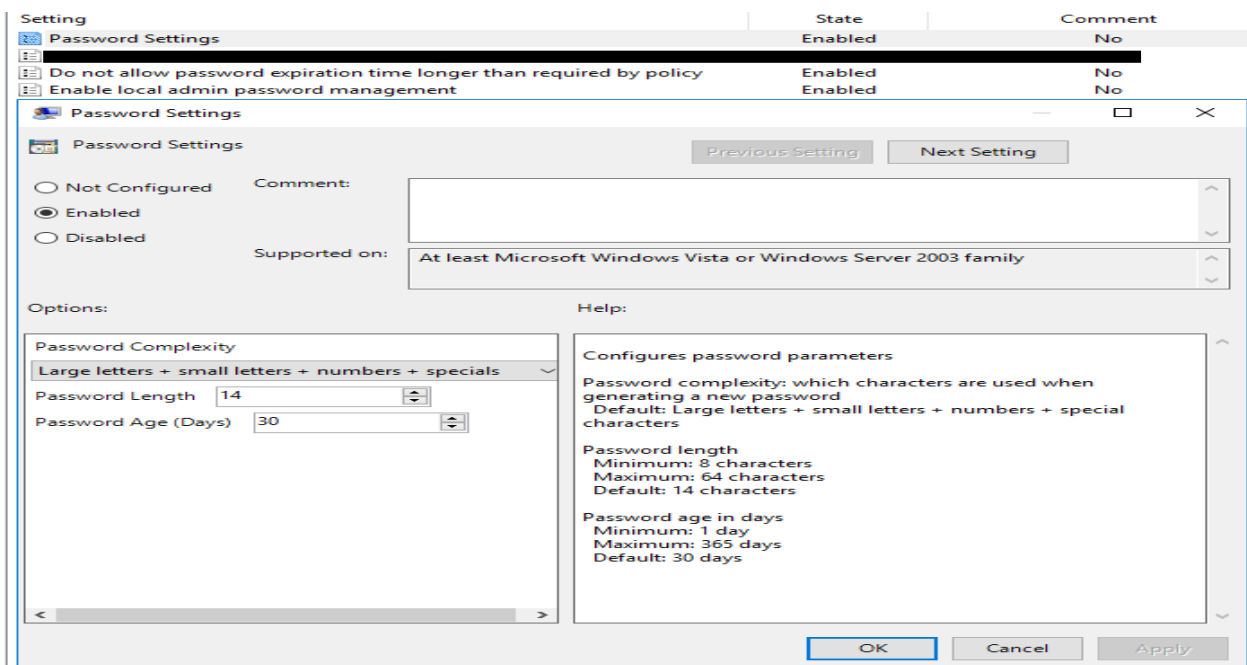 Setting State Comment
Password Settings Enabled No
Do not allow password expiration time longer than required by policy Enabled No
Enable local admin password management Enabled No
Password Settings
Password Settings
Previous Setting Next Setting
Not Configured Comment:
Enabled
Disabled
Supported on: At least Microsoft Windows Vista or Windows Server 2003 family
Options: Help:
Password Complexity
Large letters + small letters + numbers + specials
Password Length 14
Password Age (Days) 30
Configures password parameters
Password complexity: which characters are used when
generating a new password
Default: Large letters + small letters + numbers + special
characters
Password length
Minimum: 8 characters
Maximum: 64 characters
Default: 14 characters
Password age in days
Minimum: 1 day
Maximum: 365 days
Default: 30 days
OK Cancel Apply